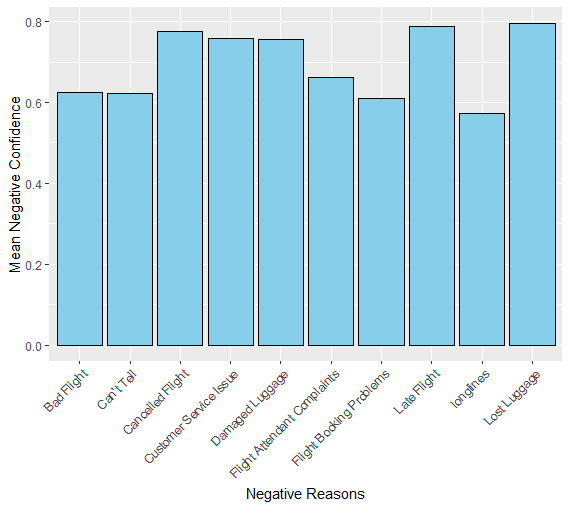 Mean Negative Confidence
0.8
0.6
0.4
0.2
0.0
Bad Flight
Can't Tell
Cancelled Flight
Customer Service Issue
Damaged Luggage
Flight Attendant Complaints
Flight Booking Problems
Late Flight
longlines
Lost Luggage
Negative Reasons